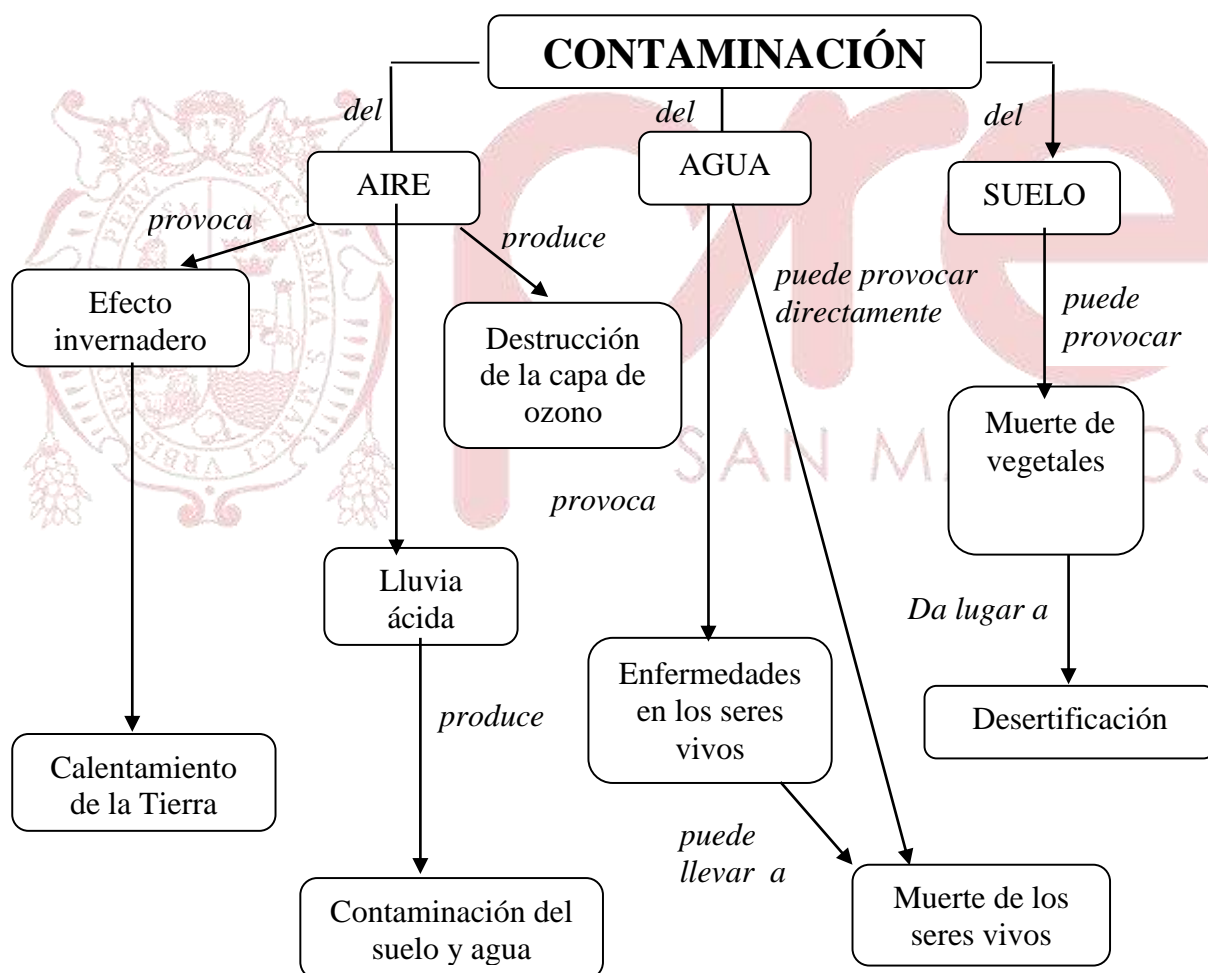 CONTAMINACIÓN
del
del
del
AIRE
AGUA
SUELO
provoca
produce
puede provocar
directamente
puede
provocar
Efecto
invernadero
Destrucción
de la capa de
ozono
Muerte de
vegetales
SAN M
OS
provoca
Lluvia
ácida
Da lugar a
Enfermedades
en los seres
vivos
produce
Desertificación
Calentamiento
de la Tierra
puede
llevar a
Contaminación del
suelo y agua
Muerte de los
seres vivos